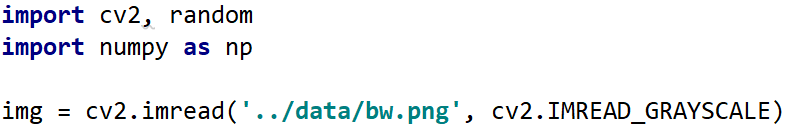 import cv2, random
import numpy as np
img = cv2.imread('../data/bw.png', cv2.IMREAD_GRAYSCALE)